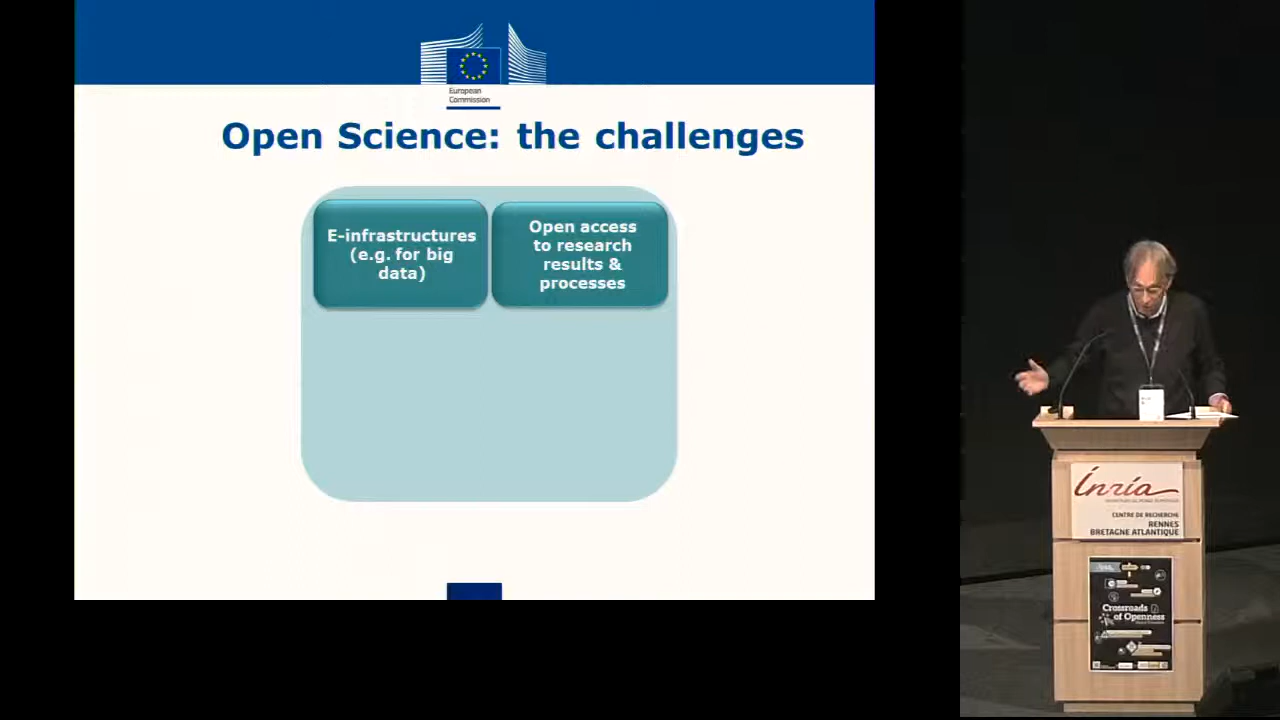 European
Commission
Open Science: the challenges
E-infrastructures
(e.g. for big
data)
Open access
to research
results &
processes
Inria
CENTRE DE RECHERCHE
RENNES
BRETAGNE ATLANTIQUE
Crossroads
of Openness